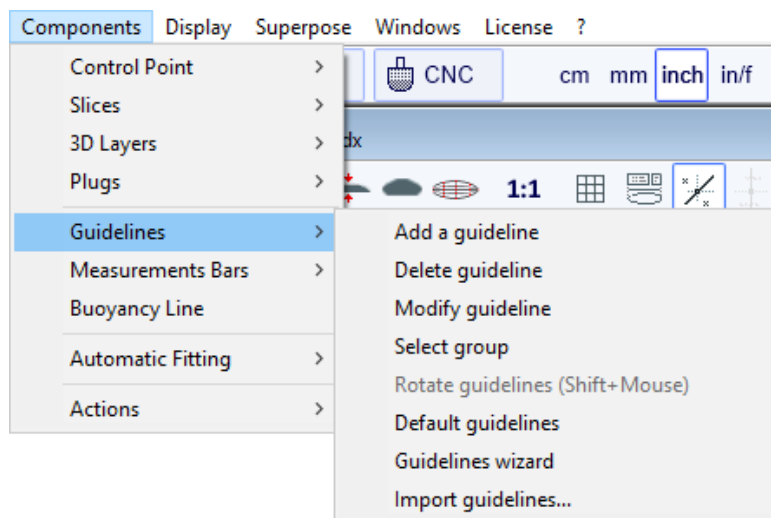 Components Display Superpose Windows License ?
Control Point >
CNC cm mm inch in/f
Slices >
3D Layers >
dx
Plugs >
1:1
Guidelines >
Add a guideline
Measurements Bars >
Delete guideline
Buoyancy Line
Modify guideline
Automatic Fitting >
Select group
Rotate guidelines (Shift+Mouse)
Actions >
Default guidelines
Guidelines wizard
Import guidelines...